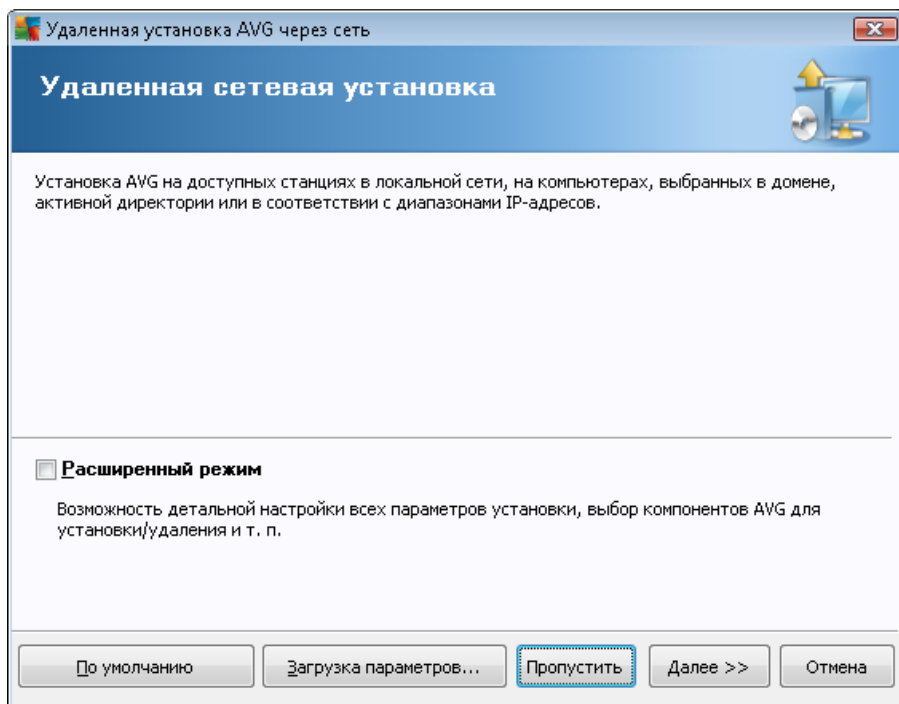 Удаленная установка AVG через сеть
Удаленная сетевая установка
Установка AVG на доступных станциях в локальной сети, на компьютерах, выбранных в домене,
активной директории или в соответствии с диапазонами IP-адресов.
Расширенный режим
Возможность детальной настройки всех параметров установки, выбор компонентов AVG для
установки/удаления и т. п.
По умолчанию Загрузка параметров... Пропустить Далее >> Отмена